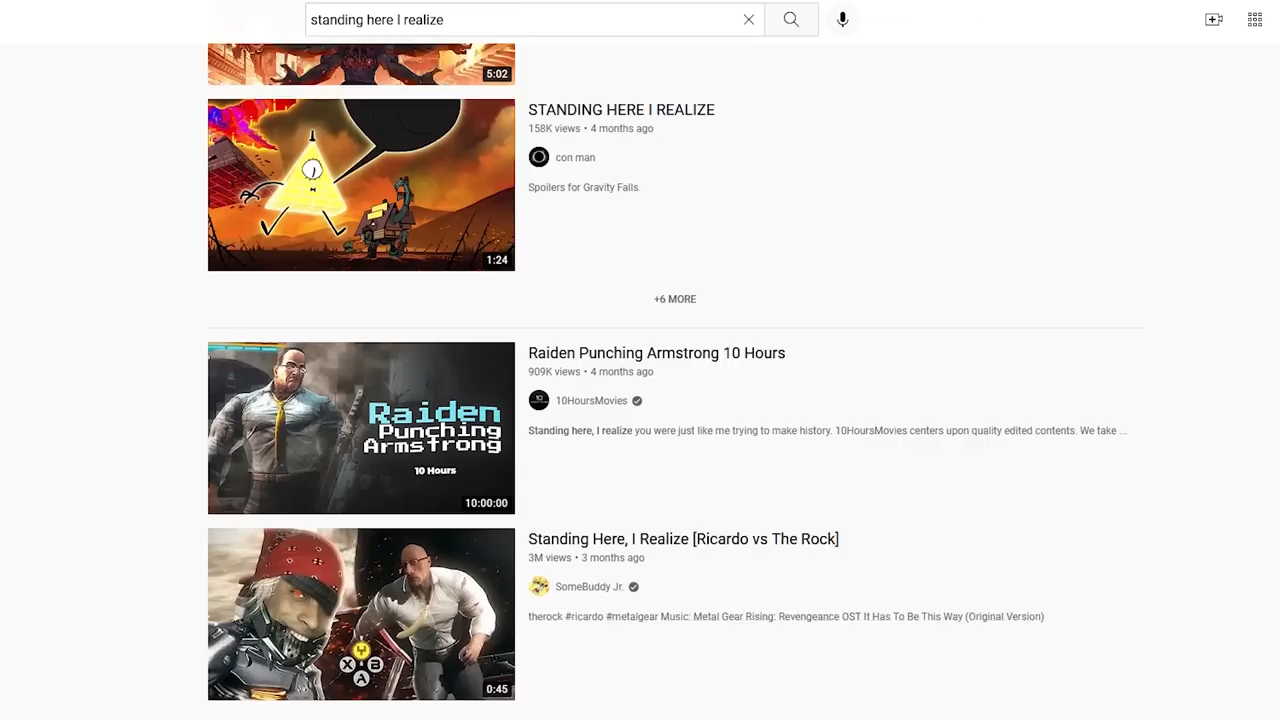 standing here I realize
5:02
STANDING HERE I REALIZE
158K views • 4 months ago
con man
Spoilers for Gravity Falls.
1:24
+6 MORE
Raiden Punching Armstrong 10 Hours
909K views • 4 months ago
10HoursMovies
Standing here, I realize you were just like me trying to make history. 10HoursMovies centers upon quality edited contents. We take ...
Raiden
Punching
Armstrong
10 Hours
10:00:00
Standing Here, I Realize [Ricardo vs The Rock]
3M views • 3 months ago
SomeBuddy Jr.
therock #ricardo #metalgear Music: Metal Gear Rising: Revengeance OST It Has To Be This Way (Original Version)
Y
X B
A
0:45